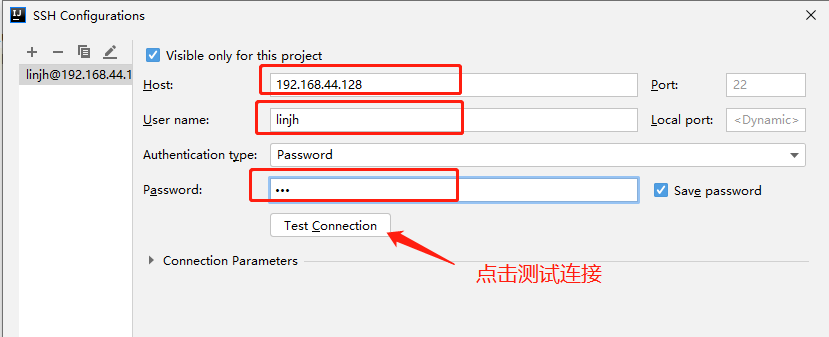 IJ SSH Configurations
linjh@192.168.44.1
Visible only for this project
Host: 192.168.44.128 Port: 22
User name: linjh Local port: <Dynamic>
Authentication type: Password
Password: ••• Save password
Test Connection
Connection Parameters
点击测试连接